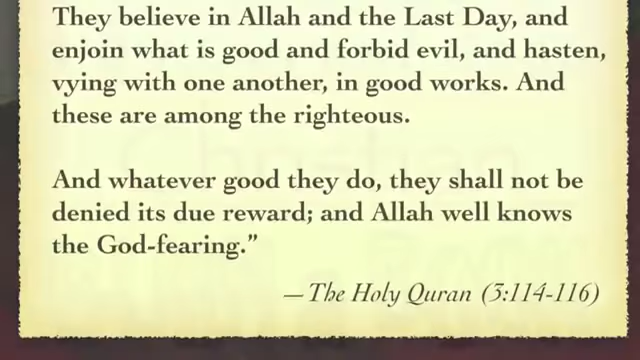 They believe in Allah and the Last Day, and
enjoin what is good and forbid evil, and hasten,
vying with one another, in good works. And
these are among the righteous.
And whatever good they do, they shall not be
denied its due reward; and Allah well knows
the God-fearing.”
—The Holy Quran (3:114-116)